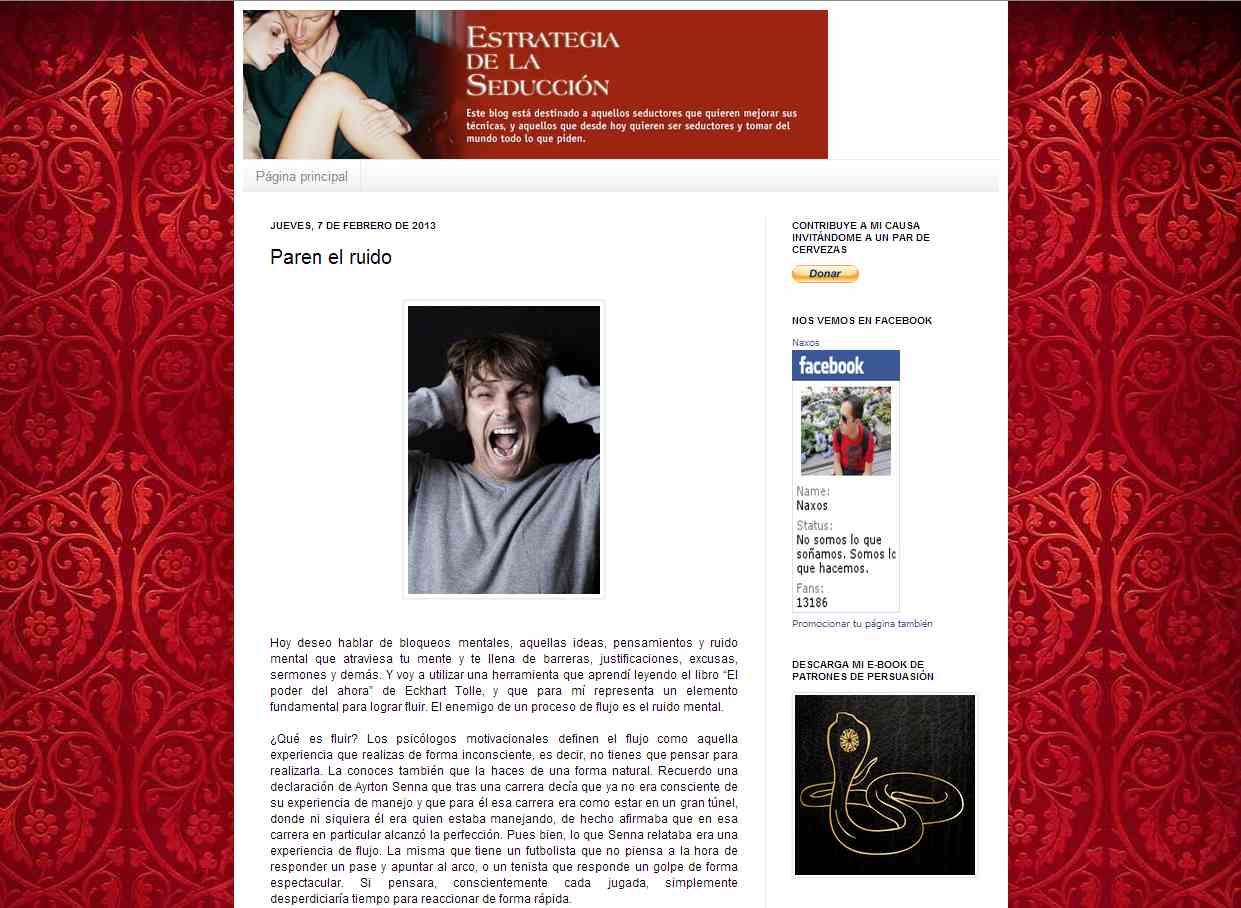 ESTRATEGIA
DE LA
SEDUCCIÓN
Este blog está destinado a aquellos seductores que quieren mejorar sus
técnicas, y aquellos que desde hoy quieren ser seductores y tomar del
mundo todo lo que piden.
Página principal
JUEVES, 7 DE FEBRERO DE 2013
Paren el ruido
Hoy deseo hablar de bloqueos mentales, aquellas ideas, pensamientos y ruido
mental que atraviesa tu mente y te llena de barreras, justificaciones, excusas,
sermones y demás. Y voy a utilizar una herramienta que aprendí leyendo el libro “El
poder del ahora” de Eckhart Tolle, y que para mí representa un elemento
fundamental para lograr fluir. El enemigo de un proceso de flujo es el ruido mental.
¿Qué es fluir? Los psicólogos motivacionales definen el flujo como aquella
experiencia que realizas de forma inconsciente, es decir, no tienes que pensar para
realizarla. La conoces también que la haces de una forma natural. Recuerdo una
declaración de Ayrton Senna que tras una carrera decía que ya no era consciente de
su experiencia de manejo y que para él esa carrera era como estar en un gran túnel,
donde ni siquiera él era quien estaba manejando, de hecho afirmaba que en esa
carrera en particular alcanzó la perfección. Pues bien, lo que Senna relataba era una
experiencia de flujo. La misma que tiene un futbolista que no piensa a la hora de
responder un pase y apuntar al arco, o un tenista que responde un golpe de forma
espectacular. Si pensara, conscientemente cada jugada, simplemente
desperdiciaría tiempo para reaccionar de forma rápida.
CONTRIBUYE A MI CAUSA
INVITÁNDOME A UN PAR DE
CERVEZAS
Donar
NOS VEMOS EN FACEBOOK
Naxos
facebook
Name:
Naxos
Status:
No somos lo que
soñamos. Somos lo
que hacemos.
Fans:
13186
Promocionar tu página también
DESCARGA MI E-BOOK DE
PATRONES DE PERSUASIÓN